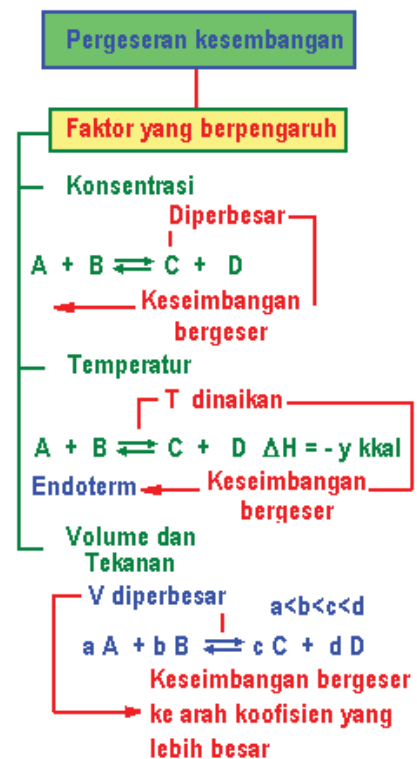 Pergeseran kesembangan
Faktor yang berpengaruh
Konsentrasi
Diperbesar
A + B ⇌ C + D
Keseimbangan
bergeser
Temperatur
T dinaikan
A + B ⇌ C + D ΔH = - y kkal
Endoterm
Keseimbangan
bergeser
Volume dan
Tekanan
V diperbesar
a<b<c<d
a A + b B ⇌ c C + d D
Keseimbangan bergeser
ke arah koofisien yang
lebih besar